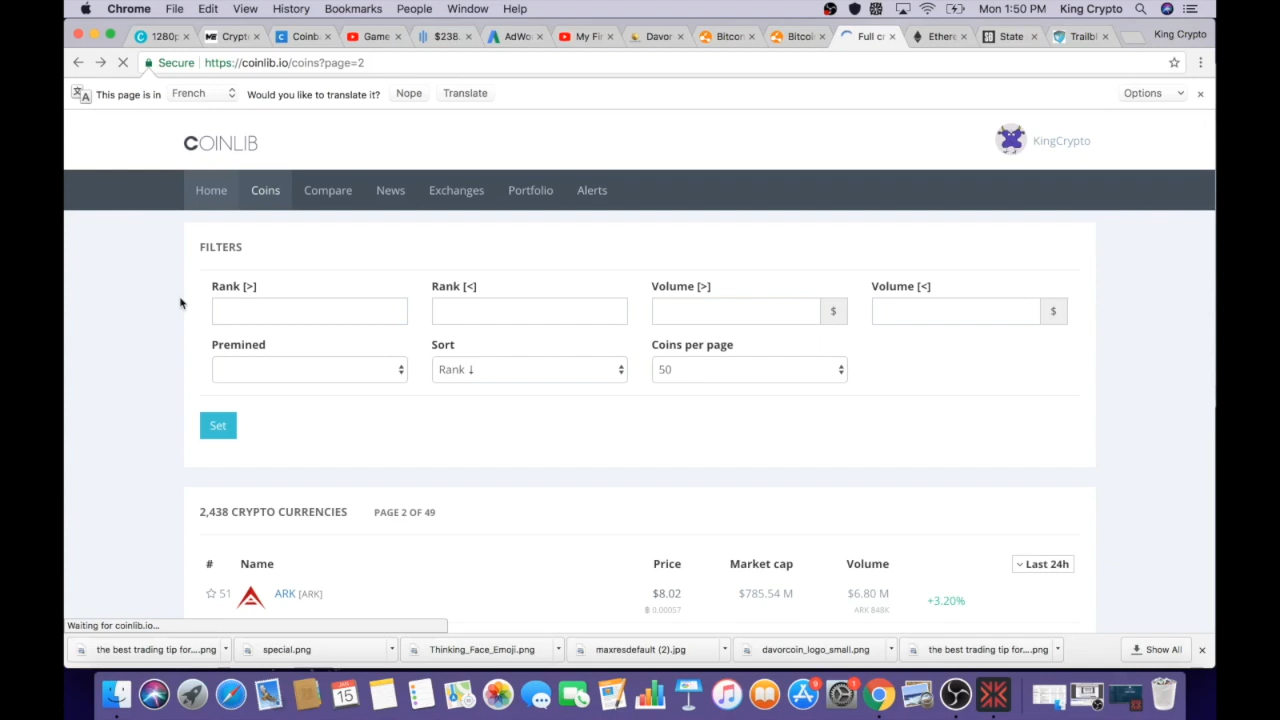 Chrome File Edit View History Bookmarks People Window Help Mon 1:50 PM King Crypto
1280p Crypt Coinb Game $238. AdWo My Fi Davor Bitcon Bitcoi Full c Ether State Trailbl King Crypto
Secure https://coinlib.io/coins?page=2
This page is in French Would you like to translate it? Nope Translate Options
COINLIB KingCrypto
Home Coins Compare News Exchanges Portfolio Alerts
FILTERS
Rank [>] Rank [<] Volume [>] Volume [<]
$ $
Premined Sort Coins per page
Rank ↓ 50
Set
2,438 CRYPTO CURRENCIES PAGE 2 OF 49
# Name Price Market cap Volume Last 24h
51 ARK [ARK] $8.02 $785.54 M $6.80 M +3.20%
฿ 0.00057 ARK 848K
Waiting for coinlib.io...
the best trading tip for....png special.png Thinking_Face_Emoji.png maxresdefault (2).jpg davorcoin_logo_small.png the best trading tip for....png Show All
JAN
15